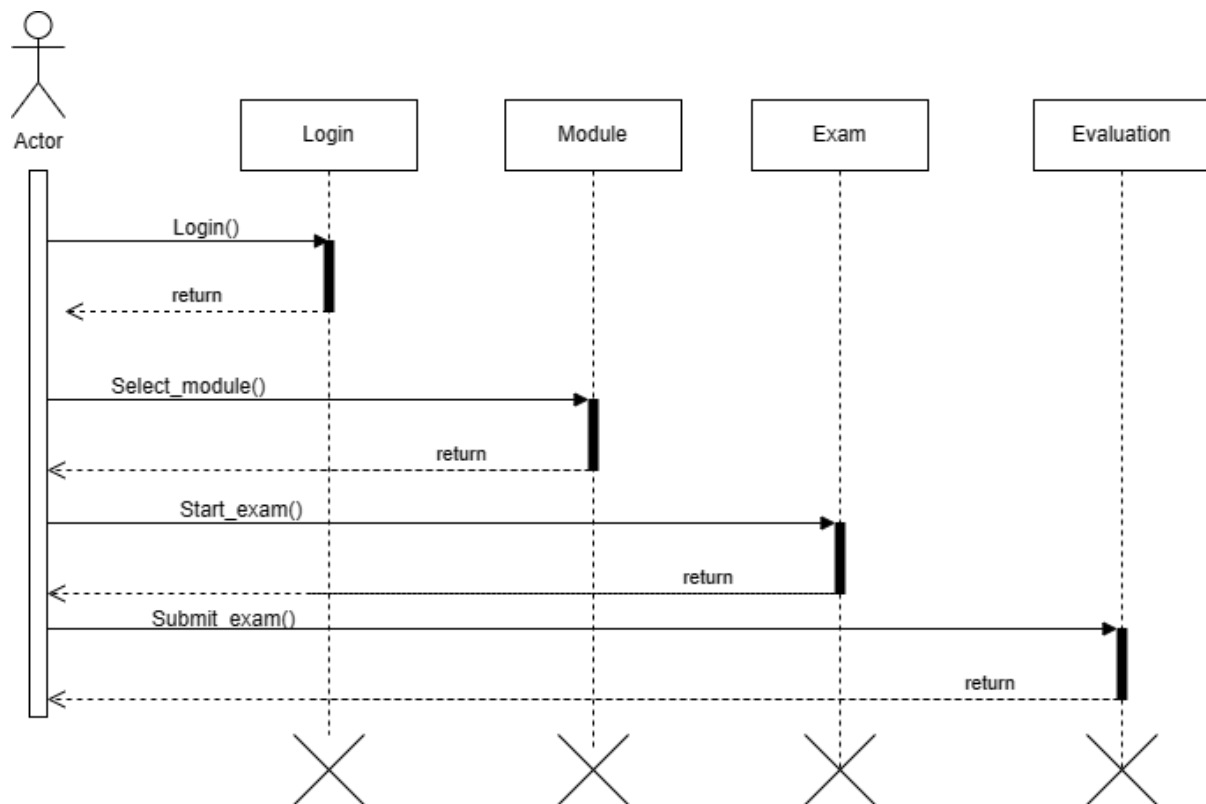 Actor
Login
Module
Exam
Evaluation
Login()
return
Select_module()
return
Start_exam()
return
Submit_exam()
return